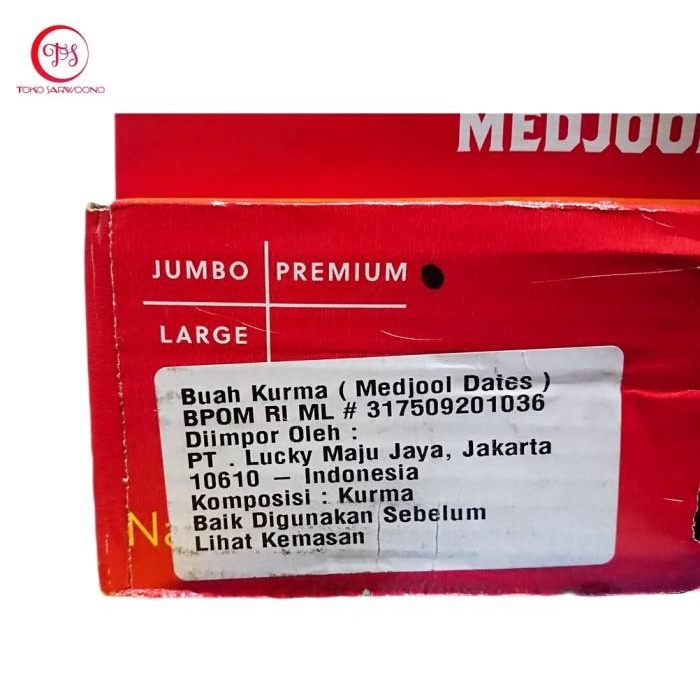 TOKO SARWOONO
MEDJOOL
JUMBO PREMIUM
LARGE
Buah Kurma ( Medjool Dates )
BPOM RI ML # 317509201036
Diimpor Oleh :
PT . Lucky Maju Jaya, Jakarta
10610 – Indonesia
Komposisi : Kurma
Baik Digunakan Sebelum
Lihat Kemasan